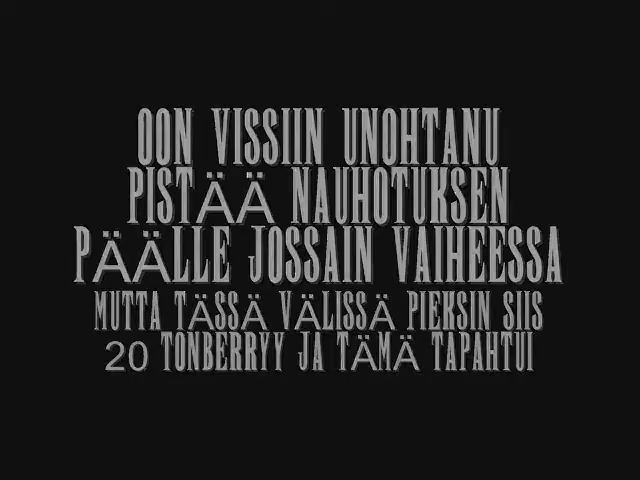 OON VISSIIN UNOHTANU
PISTÄÄ NAUHOTUKSEN
PÄÄLLE JOSSAIN VAIHEESSA
MUTTA TÄSSÄ VÄLISSÄ PIEKSIN SIIS
20 TONBERRYY JA TÄMÄ TAPAHTUI